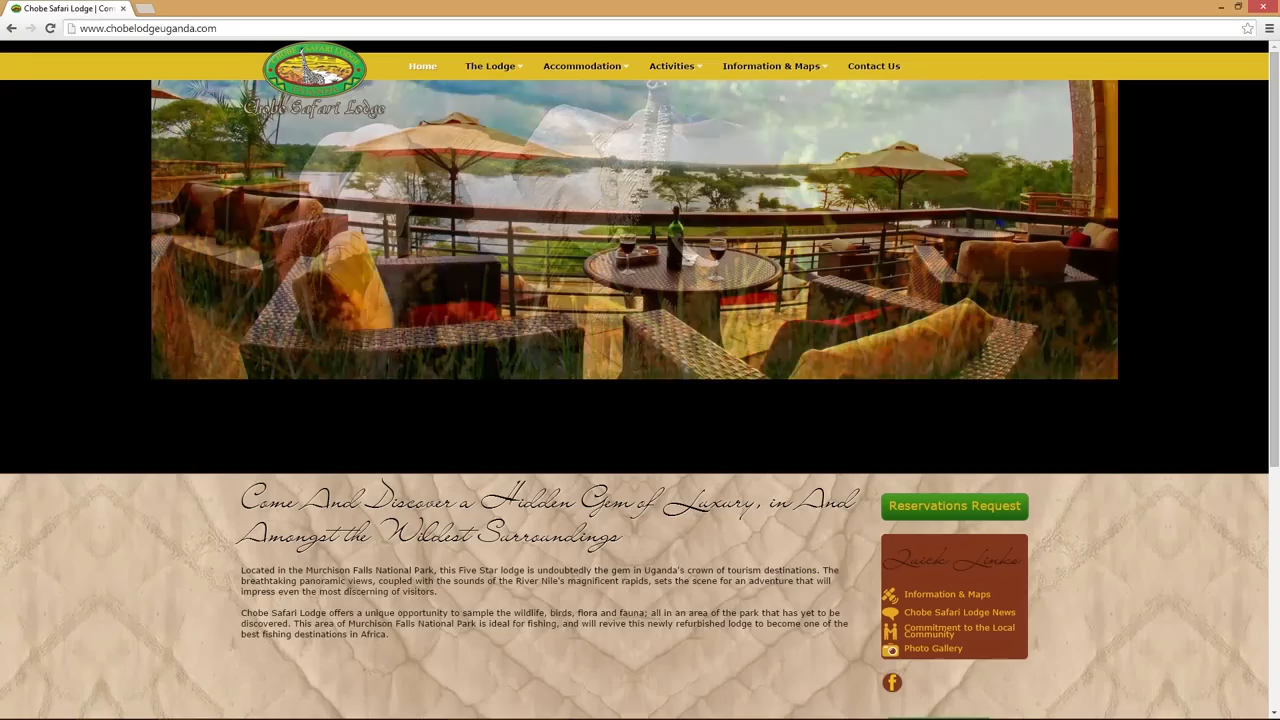 Chobe Safari Lodge | Com
www.chobelodgeuganda.com
CHOBE SAFARI LODGE
Chobe Safari Lodge
Home The Lodge Accommodation Activities Information & Maps Contact Us
Come And Discover a Hidden Gem of Luxury, in And
Amongst the Wildest Surroundings
Located in the Murchison Falls National Park, this Five Star lodge is undoubtedly the gem in Uganda's crown of tourism destinations. The
breathtaking panoramic views, coupled with the sounds of the River Nile's magnificent rapids, sets the scene for an adventure that will
impress even the most discerning of visitors.
Chobe Safari Lodge offers a unique opportunity to sample the wildlife, birds, flora and fauna; all in an area of the park that has yet to be
discovered. This area of Murchison Falls National Park is ideal for fishing, and will revive this newly refurbished lodge to become one of the
best fishing destinations in Africa.
Reservations Request
Quick Links
Information & Maps
Chobe Safari Lodge News
Commitment to the Local
Community
Photo Gallery